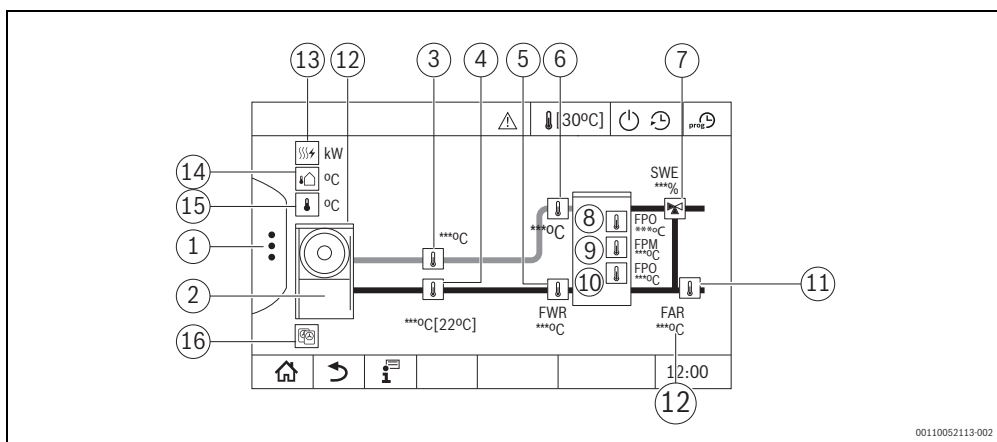 13 12 3 4 5 6 7
[30ºC] prog
13 kW
14 ºC
15 ºC
SWE
***%
1
***ºC
***ºC
8 FPO
***ºC
9 FPM
***ºC
10 FPO
***ºC
2
11
***ºC[22ºC]
FWR
***ºC
FAR
***ºC
16
i
12:00
12
00110052113-002